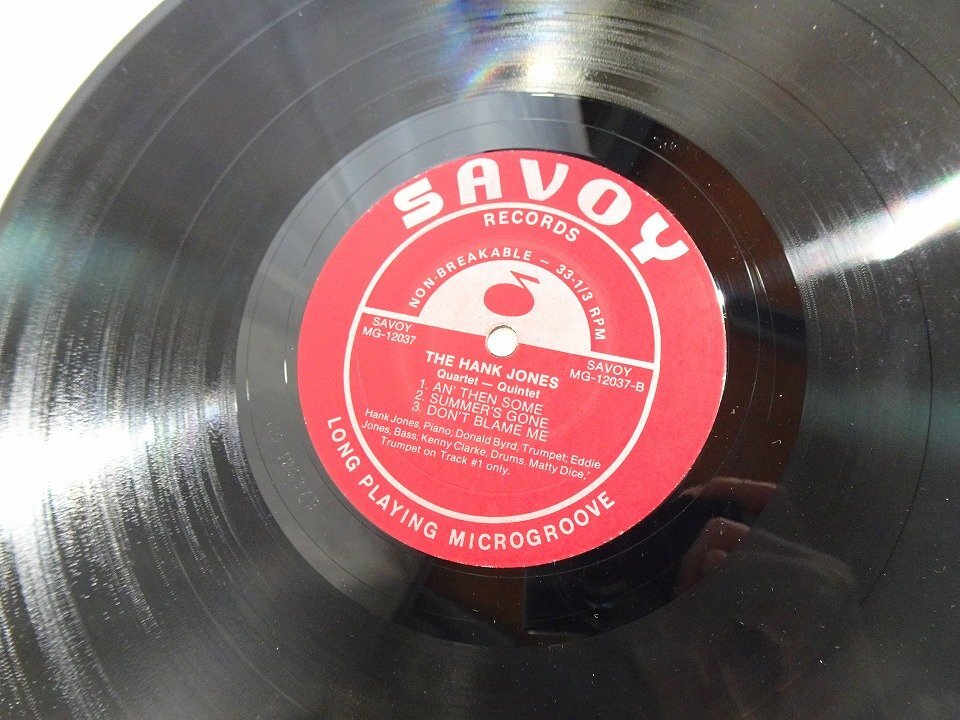 SAVOY
RECORDS
NON-BREAKABLE - 33-1/3 RPM
SAVOY
MG-12037
SAVOY
MG-12037-B
THE HANK JONES
Quartet - Quintet
1. AN' THEN SOME
2. SUMMER'S GONE
3. DON'T BLAME ME
Hank Jones, Piano; Donald Byrd, Trumpet; Eddie
Jones, Bass; Kenny Clarke, Drums. Matty Dice,'
Trumpet on Track #1 only.
LONG PLAYING MICROGROOVE